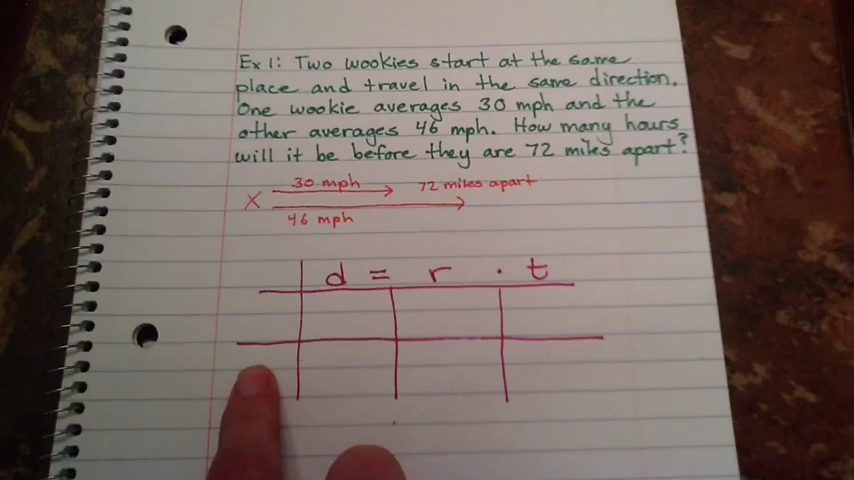 Ex 1: Two wookies start at the same
place and travel in the same direction.
One wookie averages 30 mph and the
other averages 46 mph. How many hours
will it be before they are 72 miles apart?
30 mph 72 miles apart
X
46 mph
d = r · t